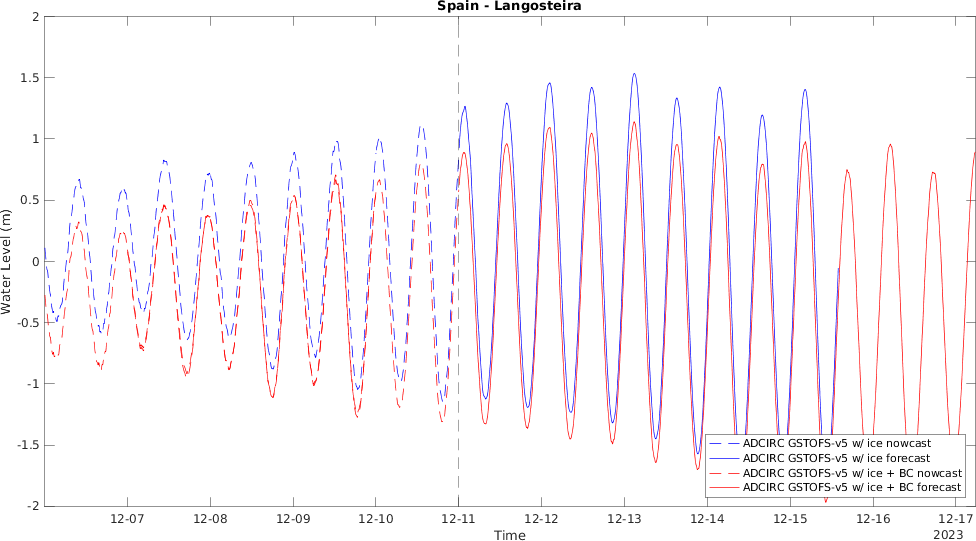 Spain - Langosteira
2
1.5
1
0.5
0
-0.5
-1
-1.5
-2
Water Level (m)
ADCIRC GSTOFS-v5 w/ ice nowcast
ADCIRC GSTOFS-v5 w/ ice forecast
ADCIRC GSTOFS-v5 w/ ice + BC nowcast
ADCIRC GSTOFS-v5 w/ ice + BC forecast
12-07 12-08 12-09 12-10 12-11 12-12 12-13 12-14 12-15 12-16 12-17
2023
Time